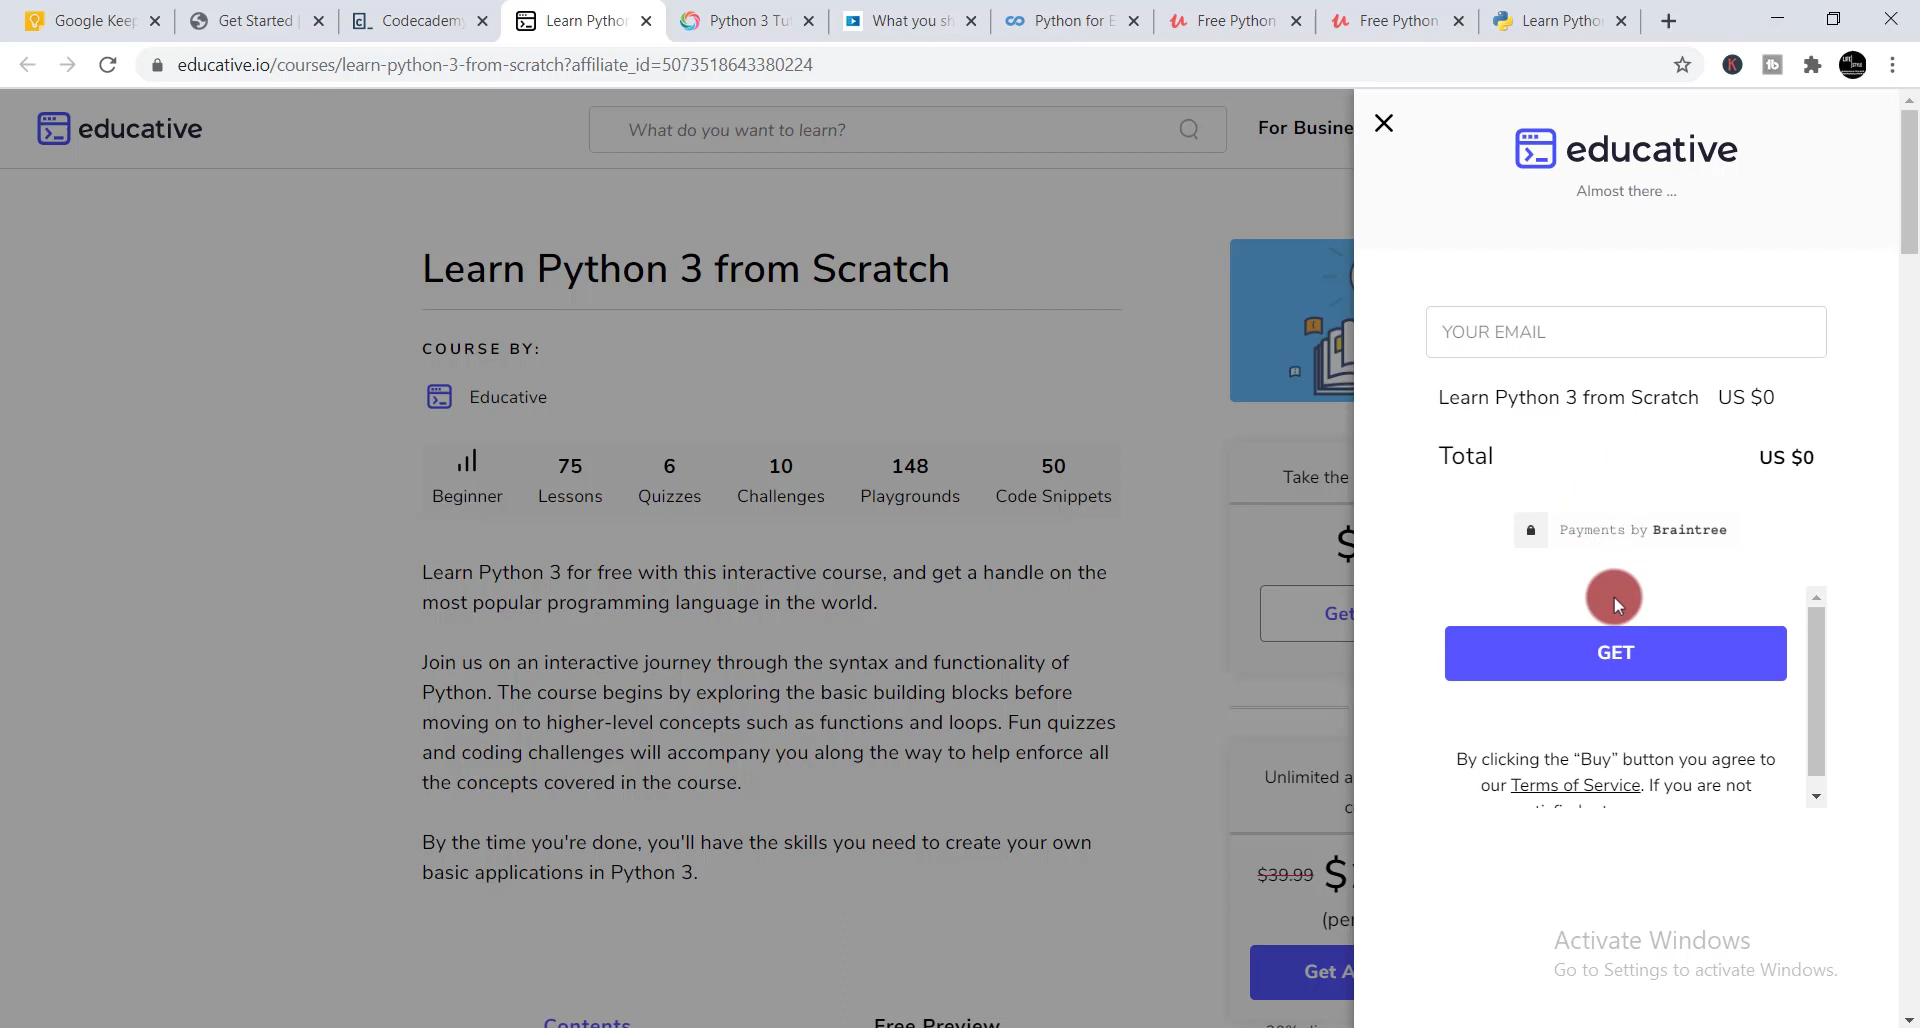 Google Keep
Get Started
Codecademy
Learn Python
Python 3 Tu
What you sh
Python for E
Free Python
Free Python
Learn Pytho
educative.io/courses/learn-python-3-from-scratch?affiliate_id=5073518643380224
educative
What do you want to learn?
For Busine
educative
Almost there ...
YOUR EMAIL
Learn Python 3 from Scratch US $0
Total US $0
Payments by Braintree
GET
By clicking the “Buy” button you agree to
our Terms of Service. If you are not
Learn Python 3 from Scratch
COURSE BY:
Educative
75 6 10 148 50
Beginner Lessons Quizzes Challenges Playgrounds Code Snippets
Learn Python 3 for free with this interactive course, and get a handle on the
most popular programming language in the world.
Join us on an interactive journey through the syntax and functionality of
Python. The course begins by exploring the basic building blocks before
moving on to higher-level concepts such as functions and loops. Fun quizzes
and coding challenges will accompany you along the way to help enforce all
the concepts covered in the course.
By the time you're done, you'll have the skills you need to create your own
basic applications in Python 3.
Contents Free Preview
Take the
$
Get
Unlimited a
c
$39.99 $
(per
Get A
Activate Windows
Go to Settings to activate Windows.